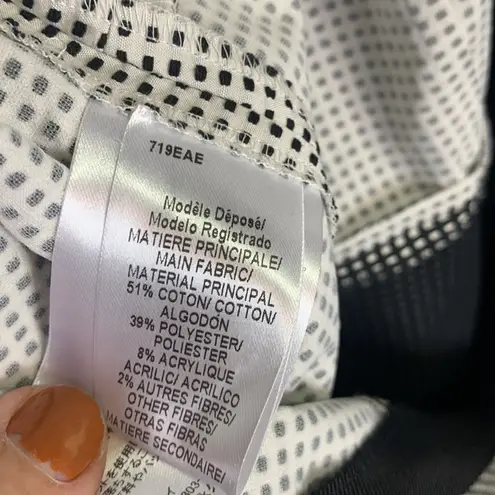 719EAE
Modèle Déposé/
Modelo Registrado
MATIERE PRINCIPALE/
MAIN FABRIC/
MATERIAL PRINCIPAL
51% COTON/ COTTON/
ALGODÓN
39% POLYESTER/
POLIESTER
8% ACRYLIQUE
ACRILIC/ ACRILICO
2% AUTRES FIBRES/
OTHER FIBRES/
OTRAS FIBRAS
MATIERE SECONDAIRE/